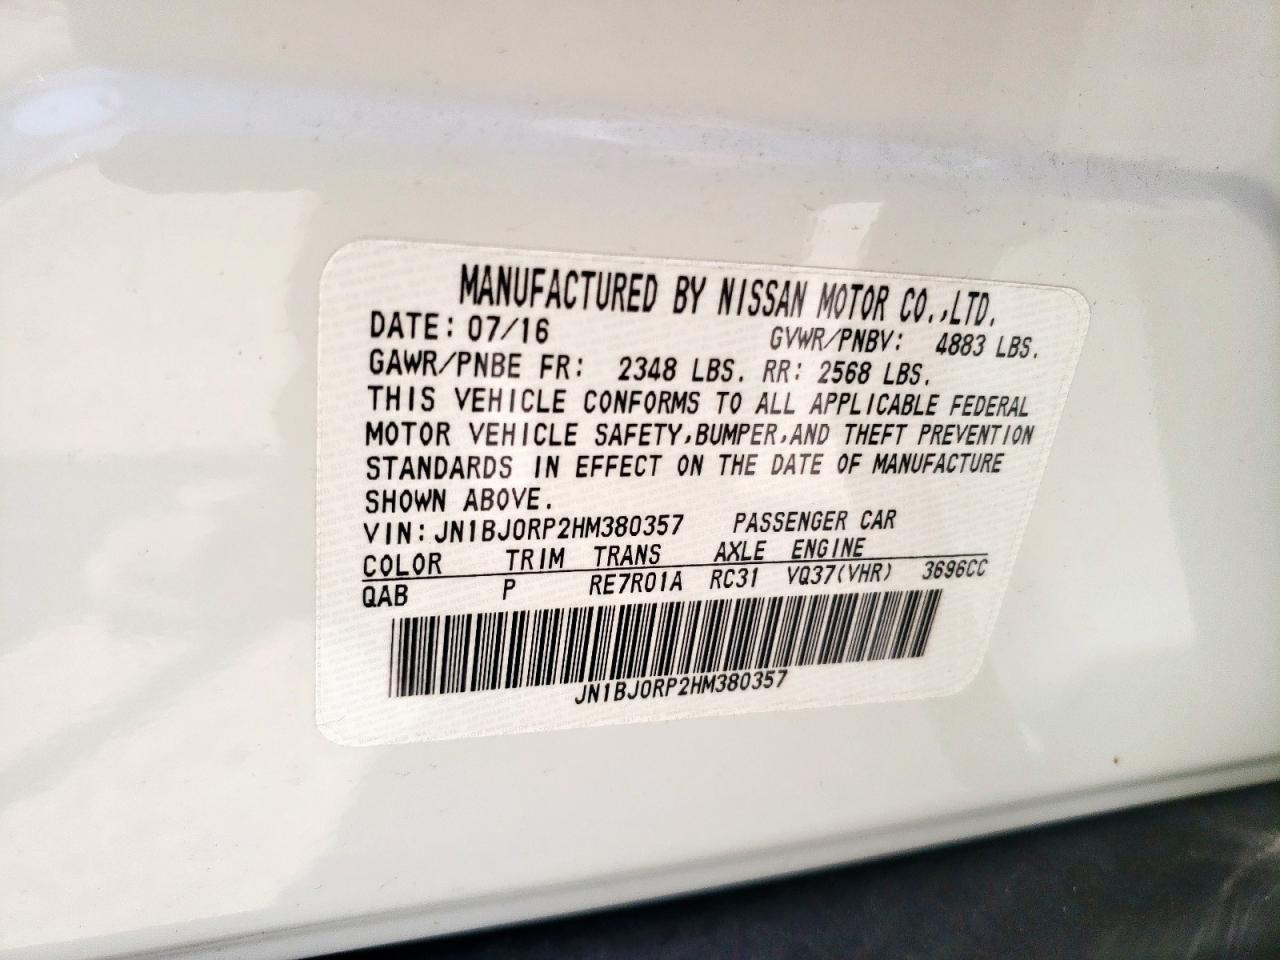 MANUFACTURED BY NISSAN MOTOR CO.,LTD.
DATE: 07/16 GVWR/PNBV: 4883 LBS.
GAWR/PNBE FR: 2348 LBS. RR: 2568 LBS.
THIS VEHICLE CONFORMS TO ALL APPLICABLE FEDERAL
MOTOR VEHICLE SAFETY,BUMPER,AND THEFT PREVENTION
STANDARDS IN EFFECT ON THE DATE OF MANUFACTURE
SHOWN ABOVE.
VIN: JN1BJ0RP2HM380357 PASSENGER CAR
COLOR TRIM TRANS AXLE ENGINE
QAB P RE7R01A RC31 VQ37(VHR) 3696CC
JN1BJ0RP2HM380357